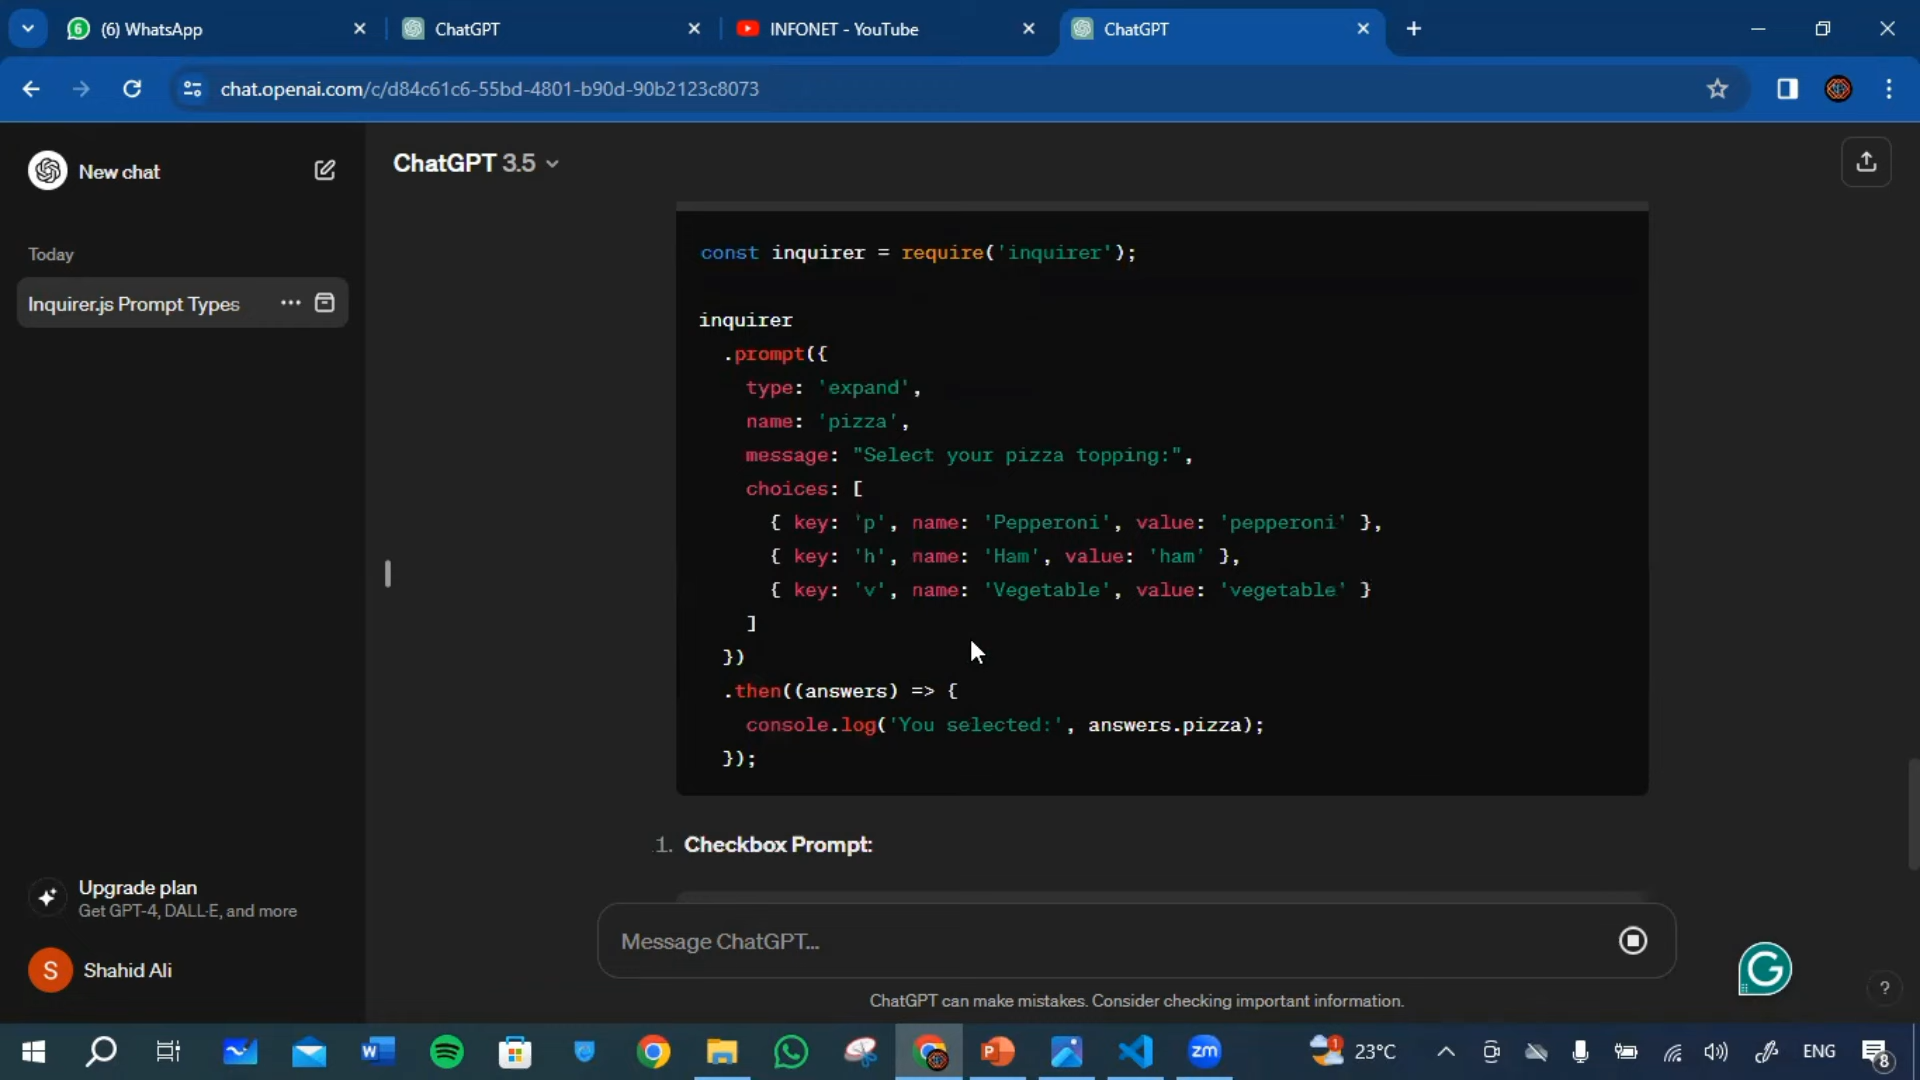 (6) WhatsApp
ChatGPT
INFONET - YouTube
ChatGPT
chat.openai.com/c/d84c61c6-55bd-4801-b90d-90b2123c8073
New chat
ChatGPT 3.5
Today
Inquirer.js Prompt Types
const inquirer = require('inquirer');
inquirer
.prompt({
type: 'expand',
name: 'pizza',
message: "Select your pizza topping:",
choices: [
{ key: 'p', name: 'Pepperoni', value: 'pepperoni' },
{ key: 'h', name: 'Ham', value: 'ham' },
{ key: 'v', name: 'Vegetable', value: 'vegetable' }
]
})
.then((answers) => {
console.log('You selected:', answers.pizza);
});
1. Checkbox Prompt:
Upgrade plan
Get GPT-4, DALL·E, and more
Message ChatGPT...
S
Shahid Ali
ChatGPT can make mistakes. Consider checking important information.
?
W
P
zm
1
23°C
ENG
8